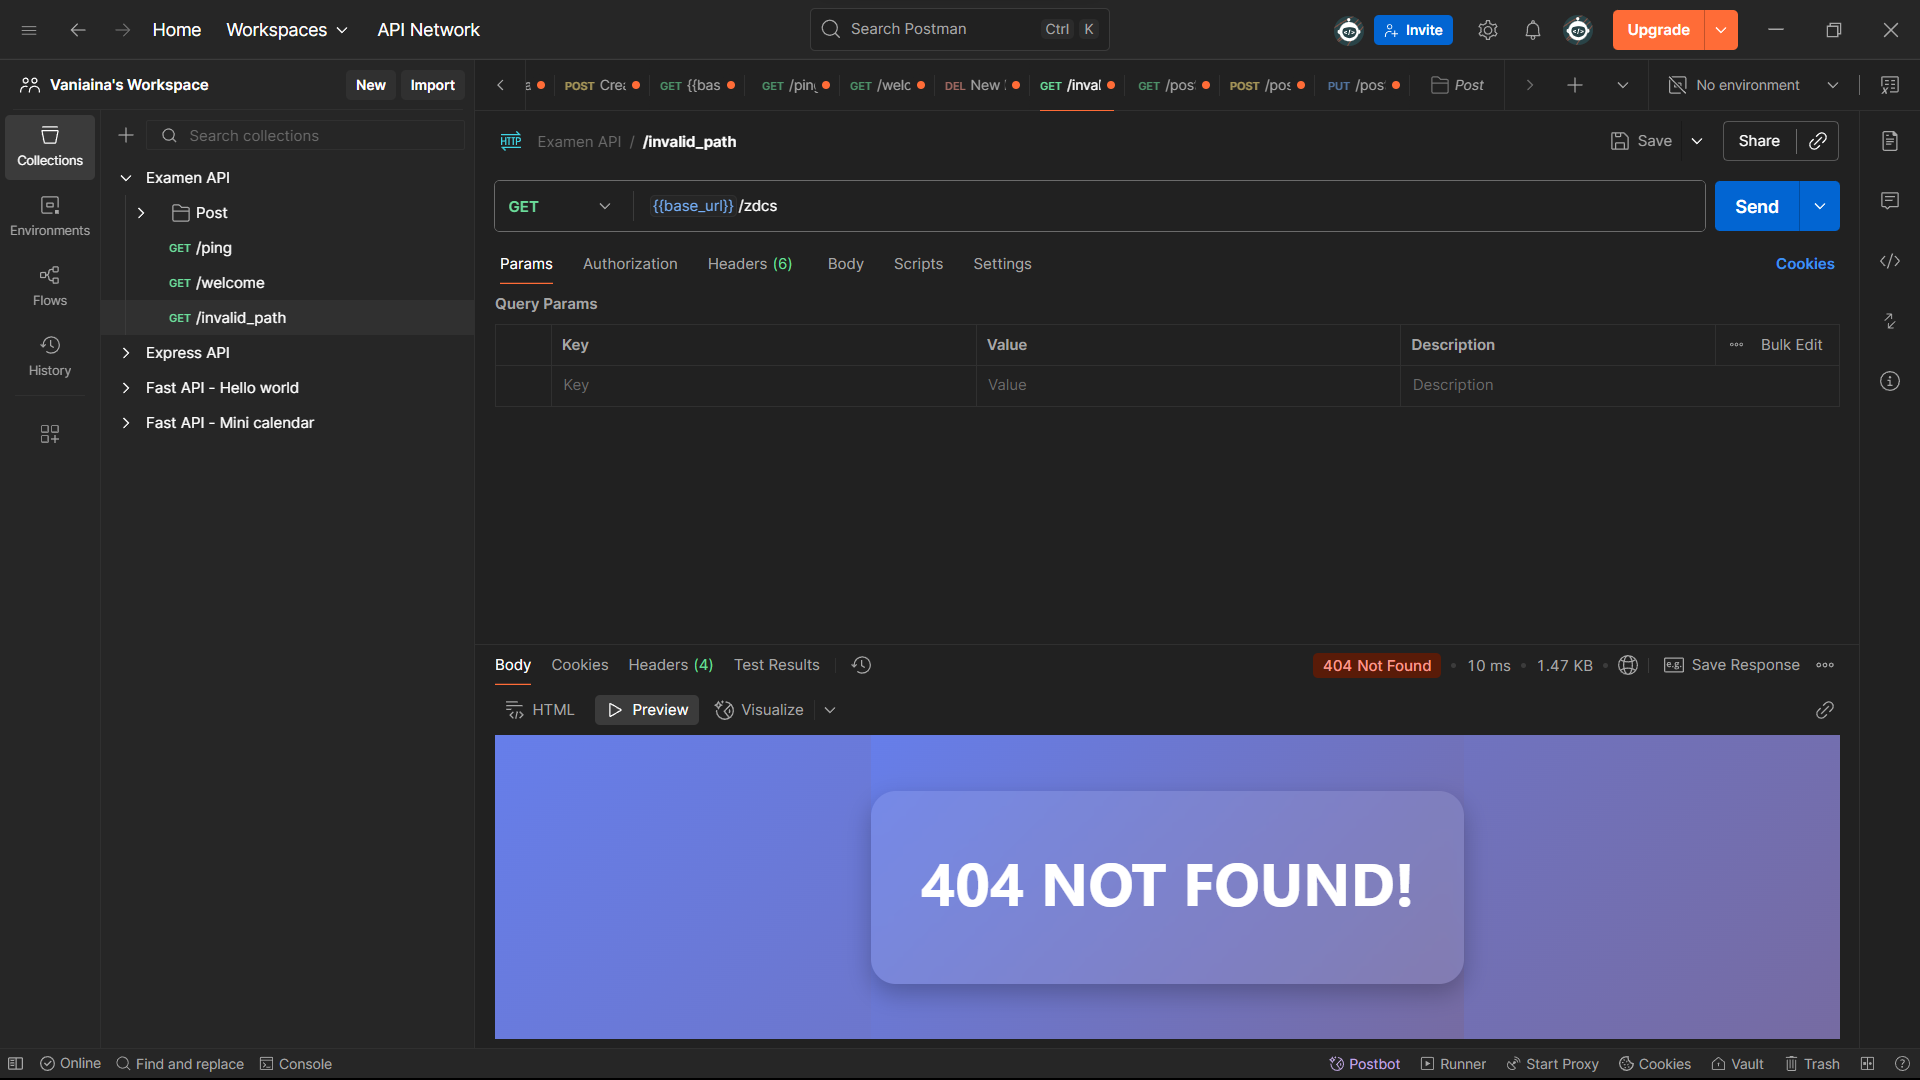 Home Workspaces API Network Search Postman Ctrl K Invite Upgrade
Vaniaina's Workspace New Import
POST Crea GET {{bas GET /ping GET /welc DEL New GET /inval GET /pos POST /pos PUT /pos Post No environment
Collections
Environments
Flows
History
Search collections
Examen API
Post
GET /ping
GET /welcome
GET /invalid_path
Express API
Fast API - Hello world
Fast API - Mini calendar
HTTP Examen API / /invalid_path Save Share
GET {{base_url}} /zdcs Send
Params Authorization Headers (6) Body Scripts Settings Cookies
Query Params
Key Value Description Bulk Edit
Key Value Description
Body Cookies Headers (4) Test Results 404 Not Found 10 ms 1.47 KB e.g. Save Response
HTML Preview Visualize
404 NOT FOUND!
Online Find and replace Console Postbot Runner Start Proxy Cookies Vault Trash